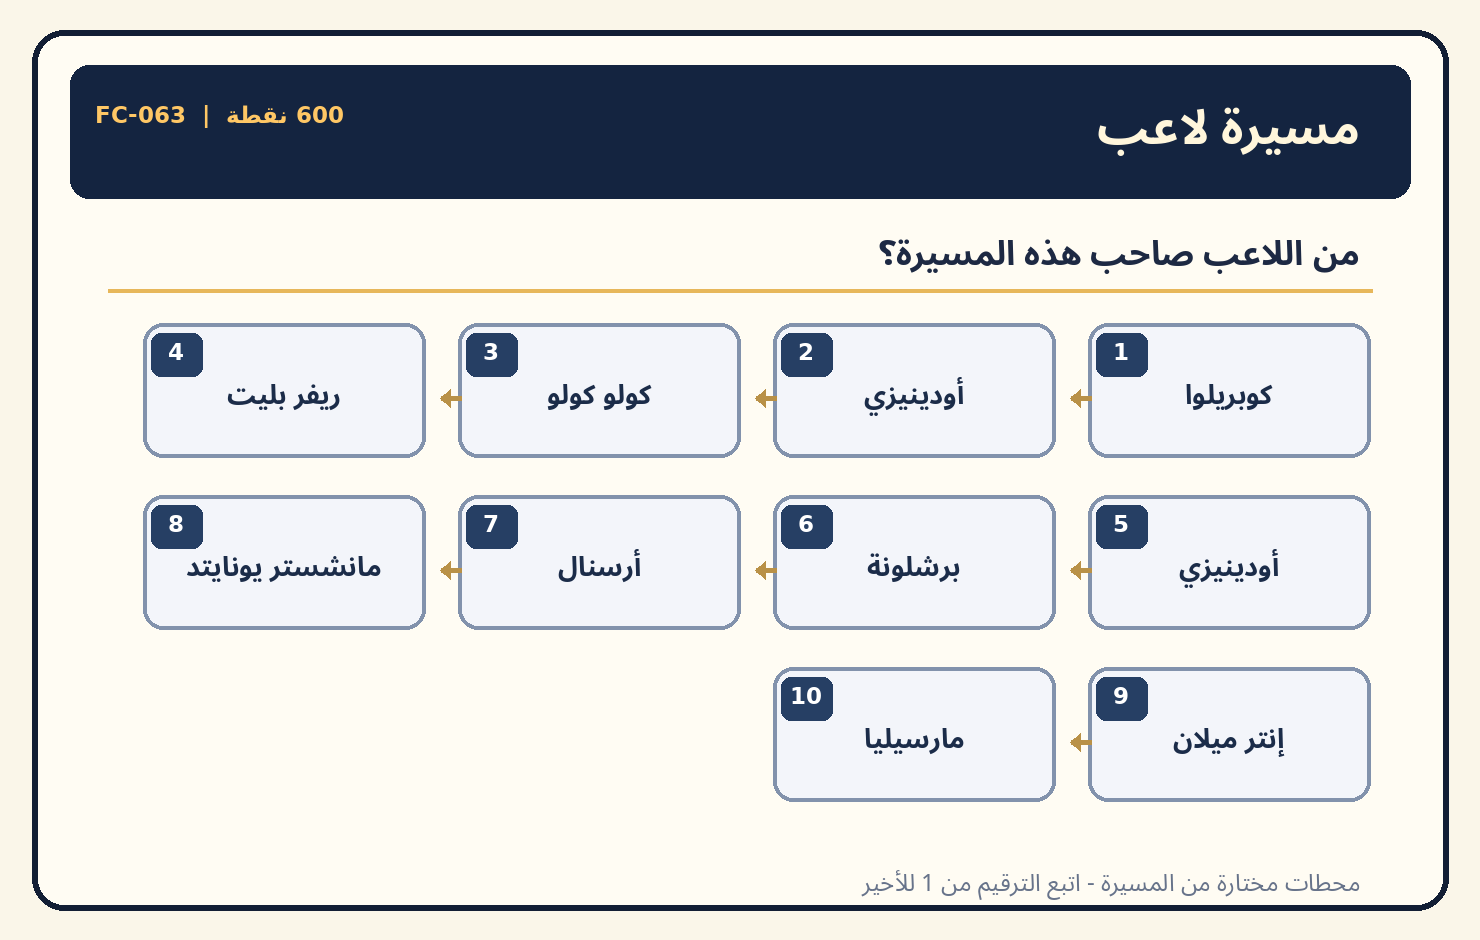 مسيرة لاعب
600 نقطة | FC-063
من اللاعب صاحب هذه المسيرة؟
1
كوبريلوا
2
أودينيزي
3
كولو كولو
4
ريفر بليت
5
أودينيزي
6
برشلونة
7
أرسنال
8
مانشستر يونايتد
9
إنتر ميلان
10
مارسيليا
محطات مختارة من المسيرة - اتبع الترقيم من 1 للأخير